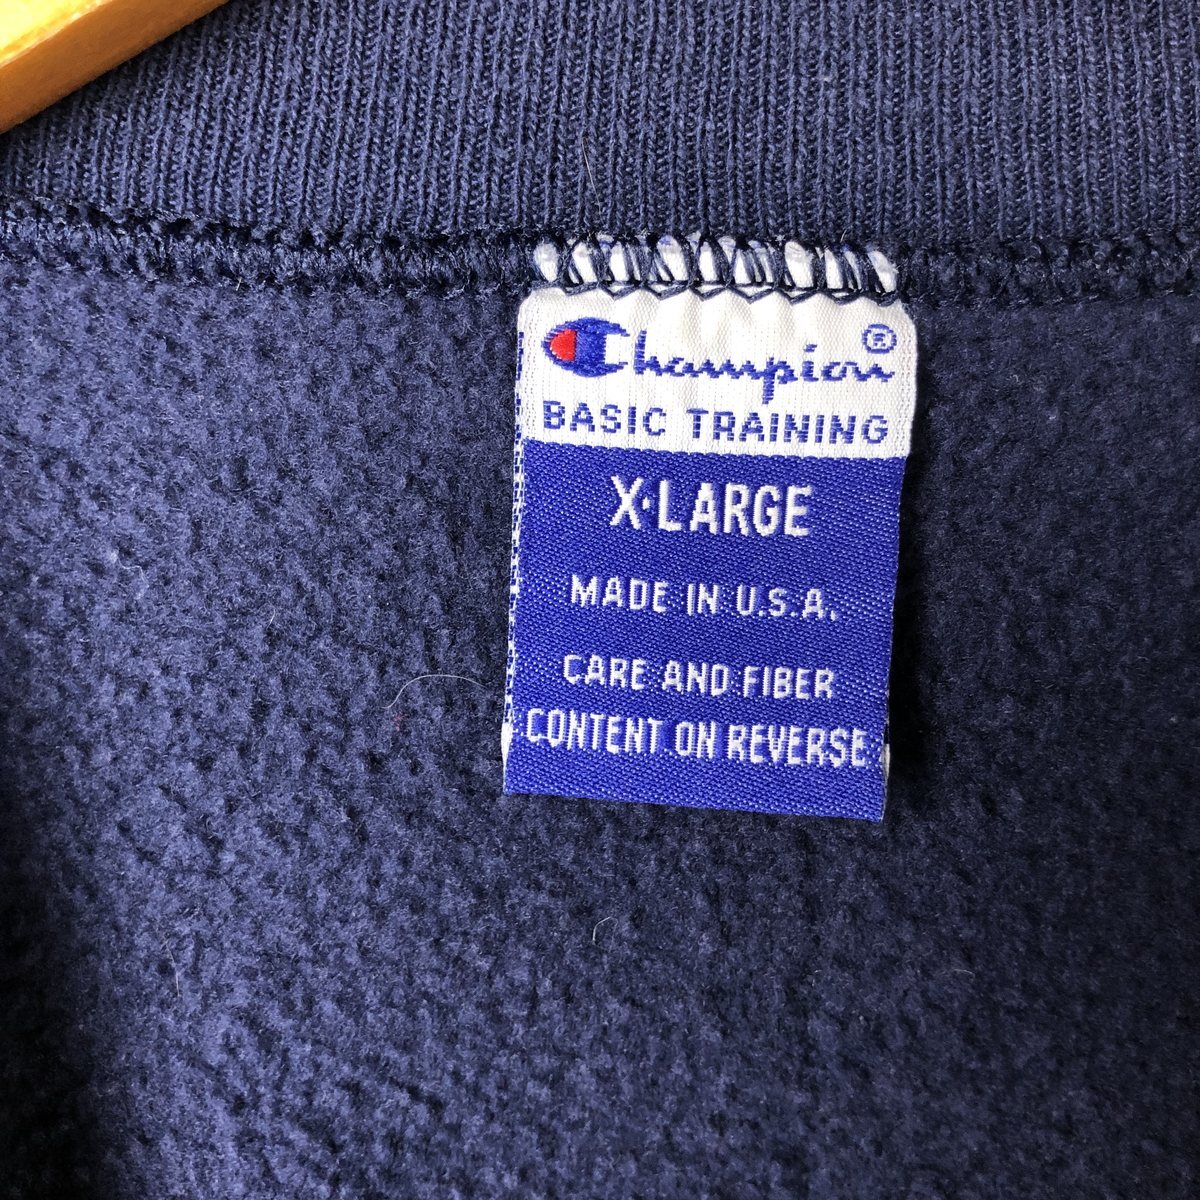 Champion®
BASIC TRAINING
X·LARGE
MADE IN U.S.A.
CARE AND FIBER
CONTENT ON REVERSE